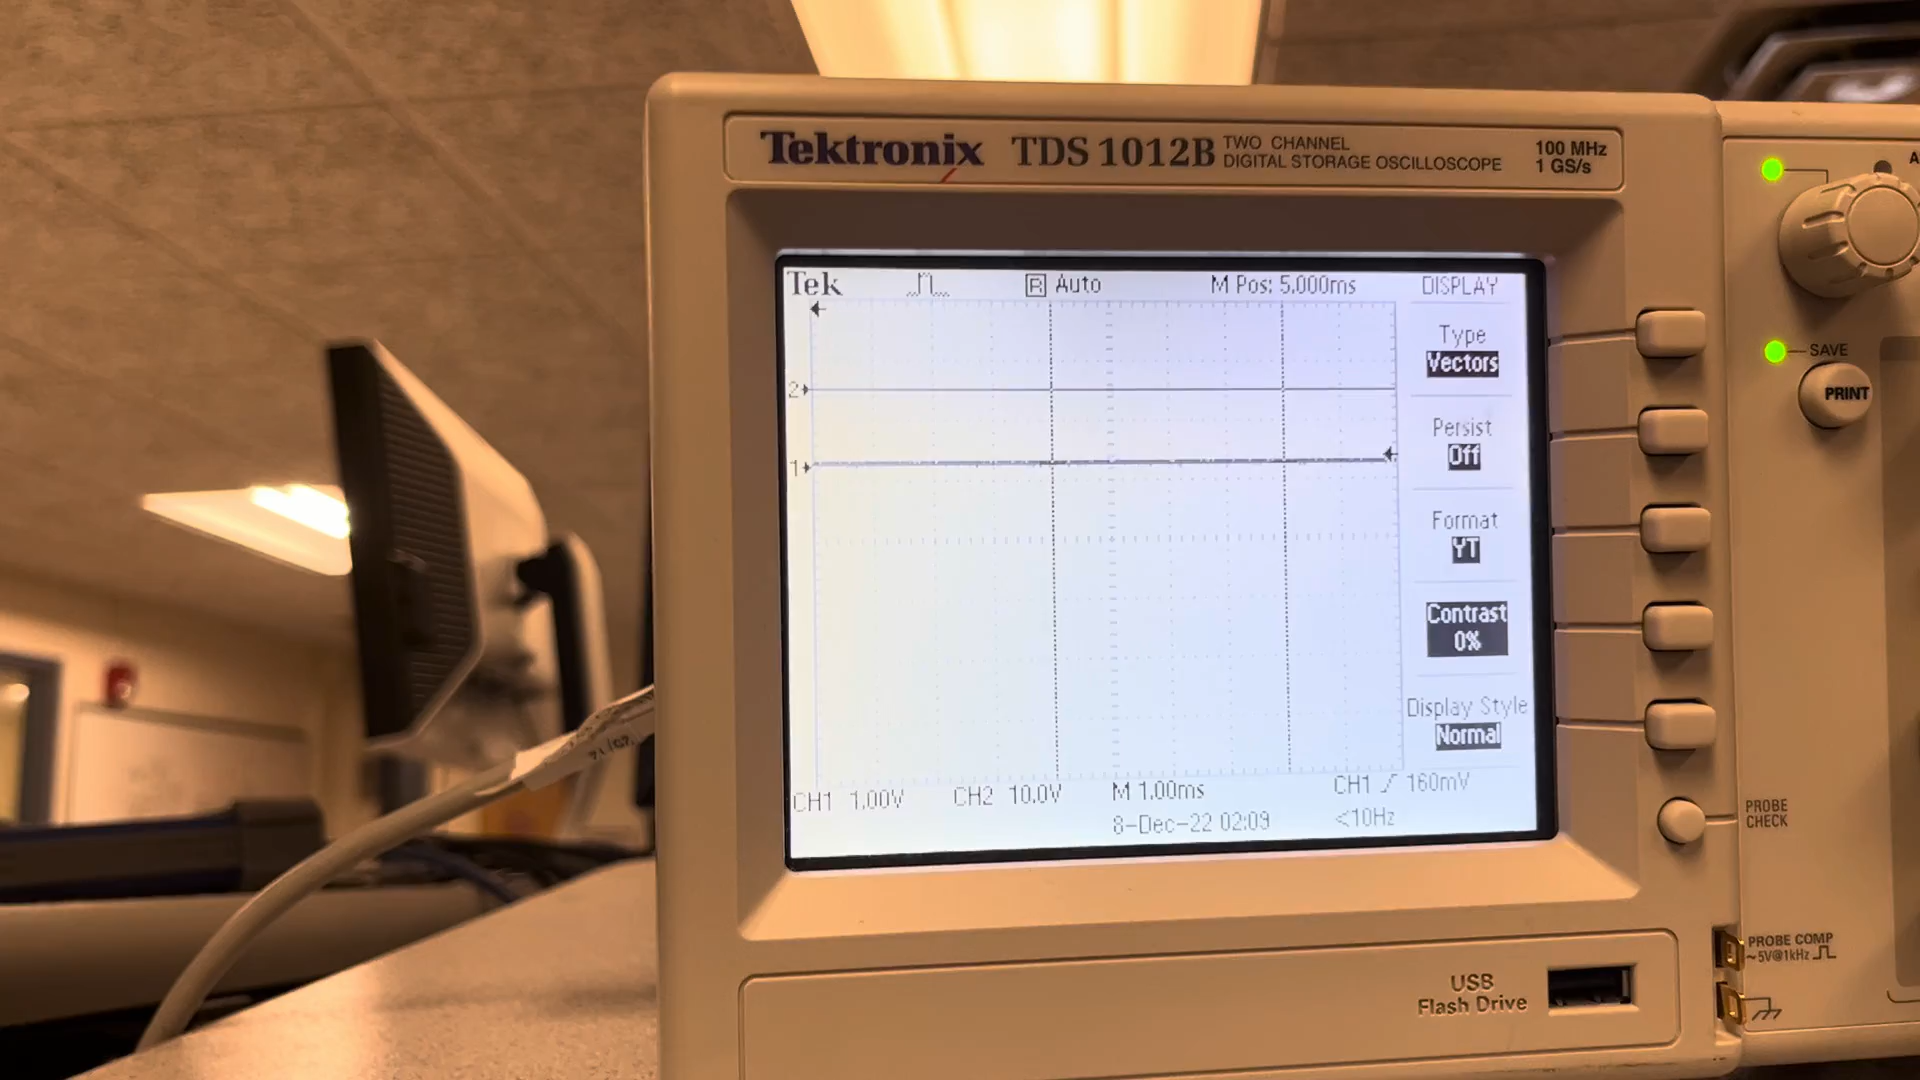 Tektronix TDS 1012B TWO CHANNEL
DIGITAL STORAGE OSCILLOSCOPE
100 MHz
1 GS/s
Tek R Auto M Pos: 5.000ms DISPLAY
Type
Vectors
2
Persist
Off
1
Format
YT
Contrast
0%
Display Style
Normal
CH1 1.00V CH2 10.0V M 1.00ms CH1 160mV
8-Dec-22 02:09 <10Hz
SAVE
PRINT
PROBE
CHECK
PROBE COMP
~5V@1kHz
USB
Flash Drive